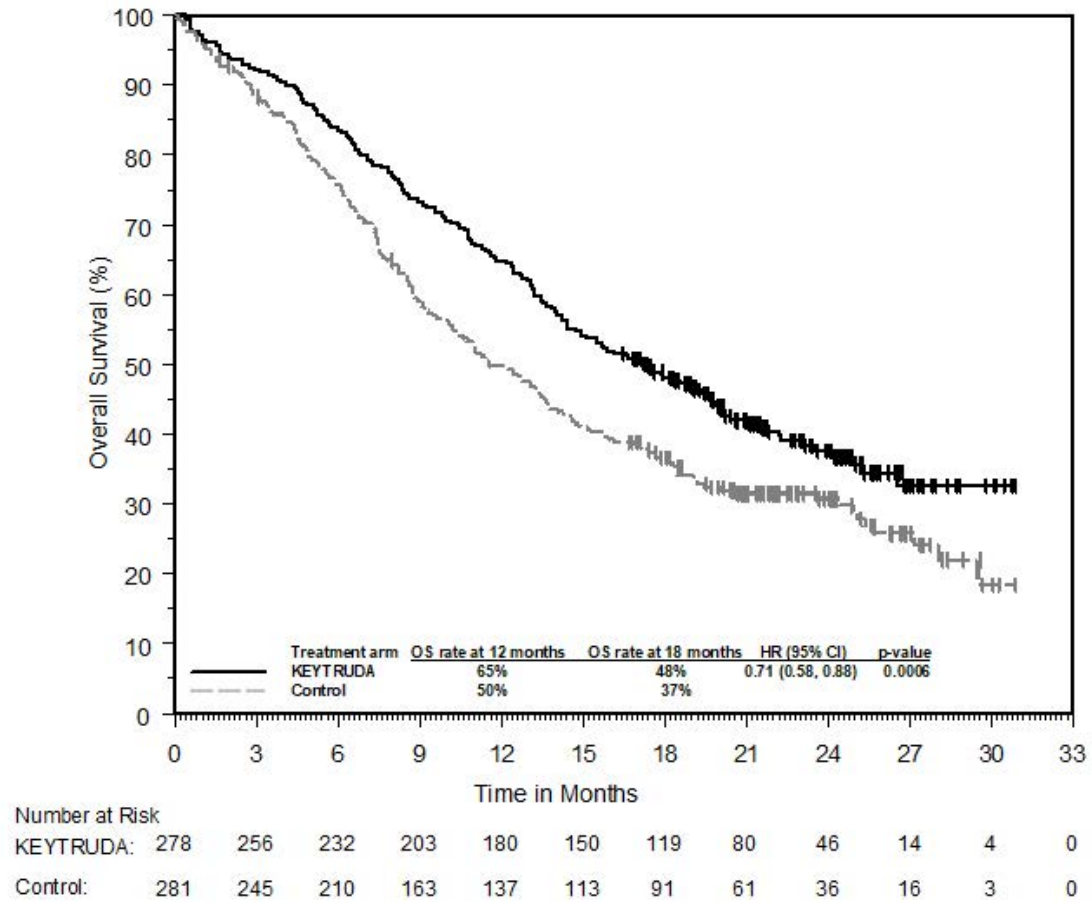 100
90
80
70
60
50
40
30
20
10
0
Overall Survival (%)
Treatment arm OS rate at 12 months OS rate at 18 months HR (95% CI) p-value
KEYTRUDA 65% 48% 0.71 (0.58, 0.88) 0.0006
Control 50% 37%
0 3 6 9 12 15 18 21 24 27 30 33
Time in Months
Number at Risk
KEYTRUDA: 278 256 232 203 180 150 119 80 46 14 4 0
Control: 281 245 210 163 137 113 91 61 36 16 3 0